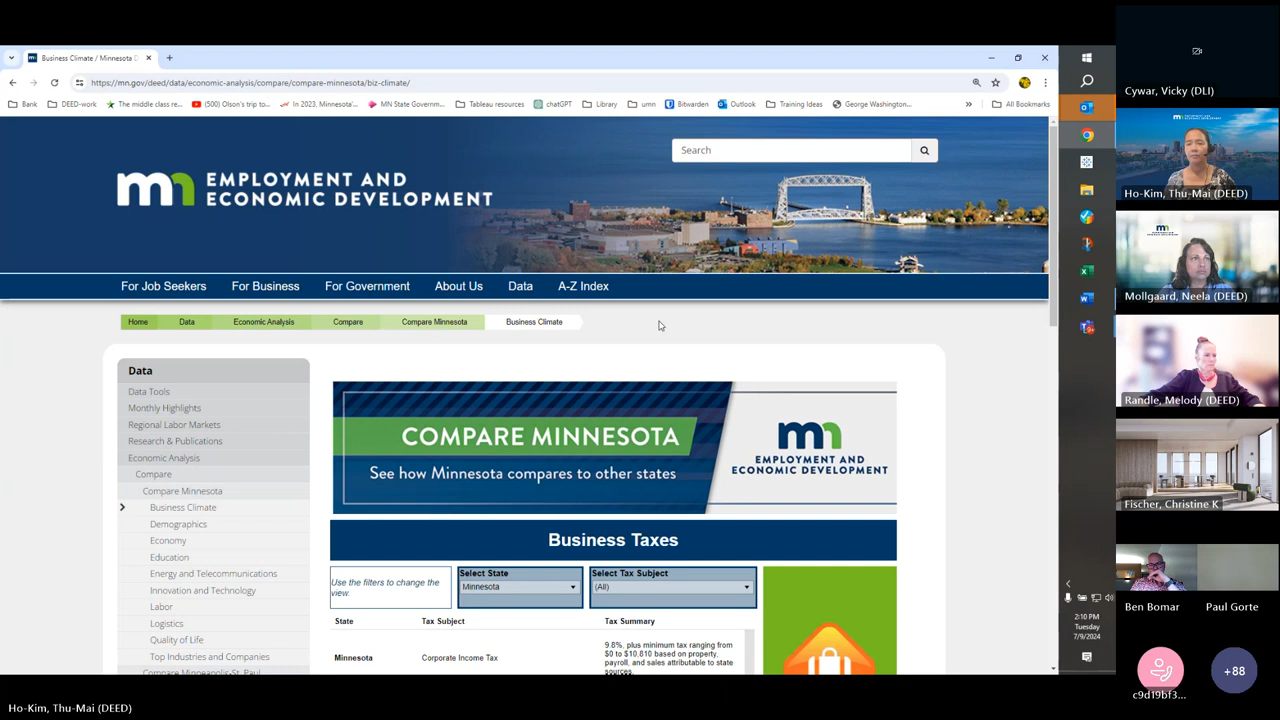 Business Climate / Minnesota D
https://mn.gov/deed/data/economic-analysis/compare/compare-minnesota/biz-climate/
Bank
DEED-work
The middle class re...
(500) Olson's trip to...
In 2023, Minnesota'...
MN State Governm...
Tableau resources
chatGPT
Library
umn
Bitwarden
Outlook
Training Ideas
George Washington...
»
All Bookmarks
mn EMPLOYMENT AND
ECONOMIC DEVELOPMENT
Search
For Job Seekers
For Business
For Government
About Us
Data
A-Z Index
Home
Data
Economic Analysis
Compare
Compare Minnesota
Business Climate
Data
Data Tools
Monthly Highlights
Regional Labor Markets
Research & Publications
Economic Analysis
Compare
Compare Minnesota
Business Climate
Demographics
Economy
Education
Energy and Telecommunications
Innovation and Technology
Labor
Logistics
Quality of Life
Top Industries and Companies
Compare Minneapolis-St. Paul
COMPARE MINNESOTA
See how Minnesota compares to other states
mn
EMPLOYMENT AND
ECONOMIC DEVELOPMENT
Business Taxes
Use the filters to change the
view.
Select State
Minnesota
Select Tax Subject
(All)
State
Tax Subject
Tax Summary
Minnesota
Corporate Income Tax
9.8%, plus minimum tax ranging from
$0 to $10,810 based on property,
payroll, and sales attributable to state
sources.
2:10 PM
Tuesday
7/9/2024
Cywar, Vicky (DLI)
Ho-Kim, Thu-Mai (DEED)
Mollgaard, Neela (DEED)
Randle, Melody (DEED)
Fischer, Christine K
Ben Bomar
Paul Gorte
c9d19bf3...
+88
Ho-Kim, Thu-Mai (DEED)